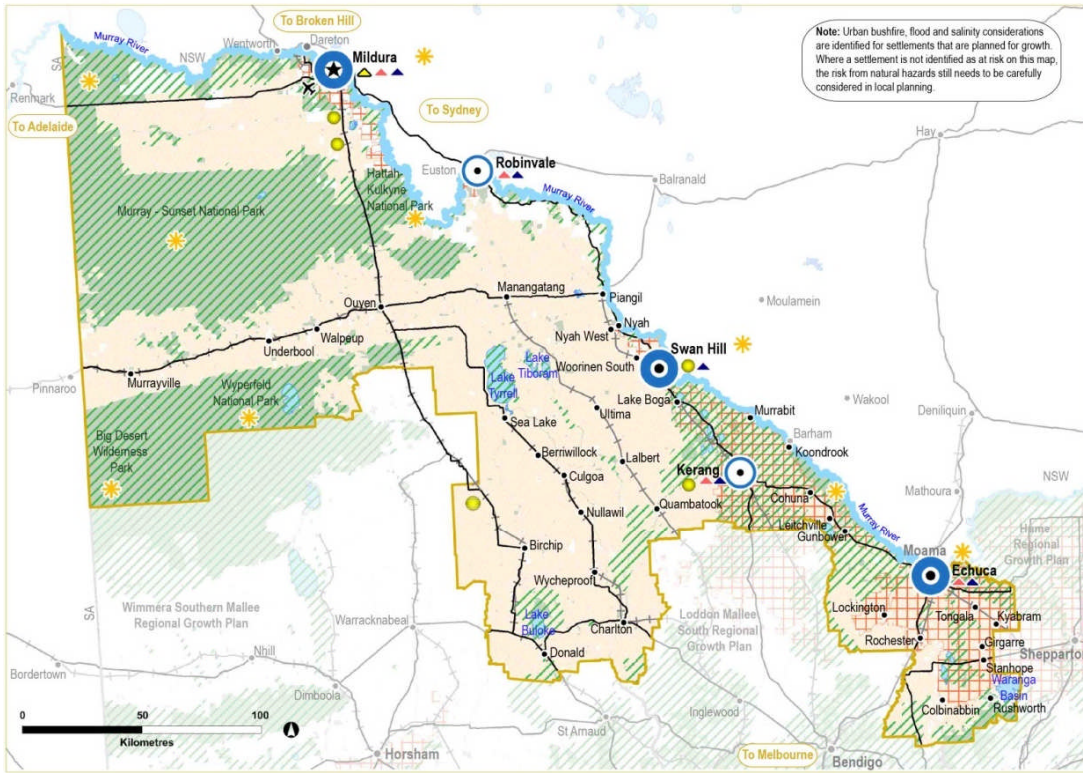 To Broken Hill
Note: Urban bushfire, flood and salinity considerations
are identified for settlements that are planned for growth.
Where a settlement is not identified as at risk on this map,
the risk from natural hazards still needs to be carefully
considered in local planning.
Murray River
SA
NSW
Wentworth
Dareton
Mildura
Renmark
To Adelaide
To Sydney
Hay
Euston
Robinvale
Balranald
Hattah-
Kulkyne
National Park
Murray River
Murray - Sunset National Park
Ouyen
Manangatang
Piangil
Moulamein
Nyah
Nyah West
Walpeup
Underbool
Woorinen South
Swan Hill
Pinnaroo
Murrayville
Lake
Tyrrell
Lake
Tiboram
Wyperfeld
National Park
Lake Boga
Wakool
Ultima
Murrabit
Deniliquin
Sea Lake
Barham
Koondrook
Big Desert
Wilderness
Park
Berriwillock
Lalbert
Kerang
Culgoa
Cohuna
Mathoura
NSW
Quambatook
Nullawil
Leitchville
Gunbower
Murray River
Hume
Regional
Growth Plan
Birchip
Moama
Echuca
Wycheproof
SA
Wimmera Southern Mallee
Regional Growth Plan
Warracknabeal
Lake
Buloke
Charlton
Loddon Mallee
South Regional
Growth Plan
Lockington
Tongala
Kyabram
Rochester
Girgarre
Shepparton
Donald
Stanhope
Nhill
Bordertown
Waranga
Basin
Dimboola
Inglewood
Colbinabbin
Rushworth
0
50
100
Kilometres
St Arnaud
Horsham
To Melbourne
Bendigo